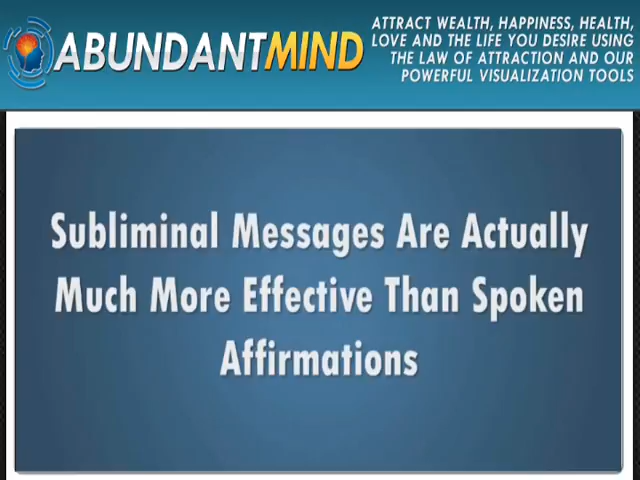 ABUNDANTMIND
ATTRACT WEALTH, HAPPINESS, HEALTH,
LOVE AND THE LIFE YOU DESIRE USING
THE LAW OF ATTRACTION AND OUR
POWERFUL VISUALIZATION TOOLS
Subliminal Messages Are Actually
Much More Effective Than Spoken
Affirmations